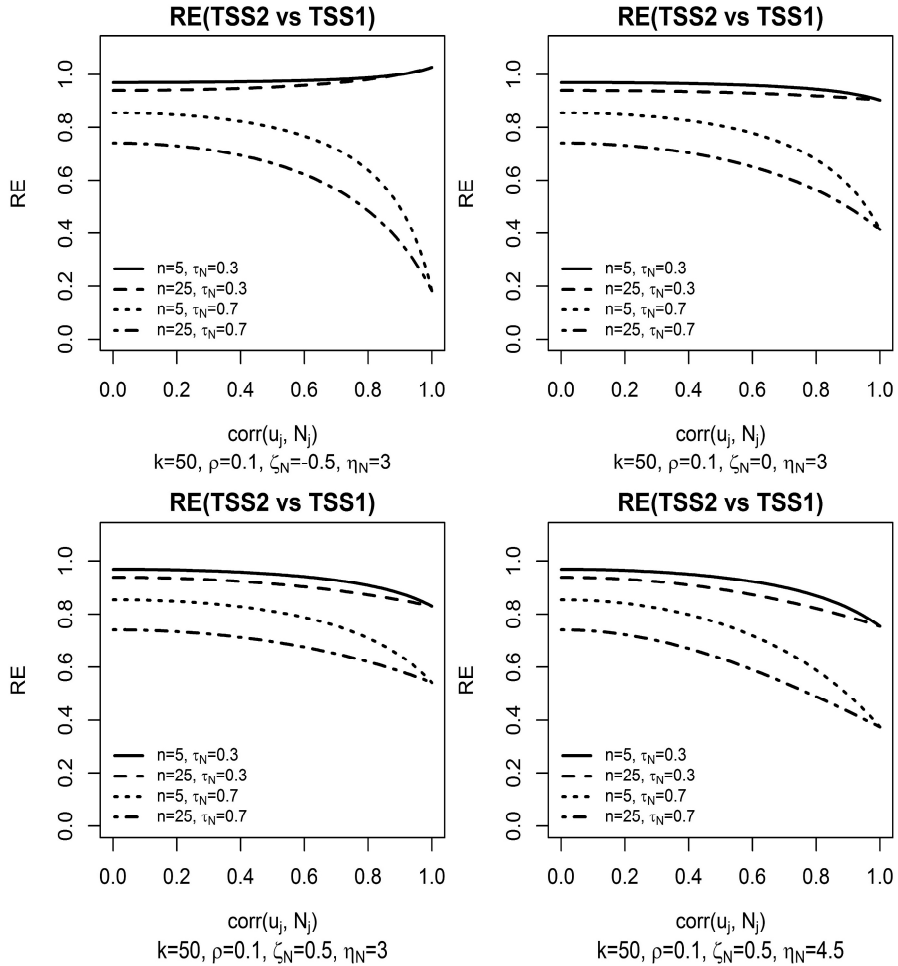 RE(TSS2 vs TSS1)
RE
0.0 0.2 0.4 0.6 0.8 1.0
n=5, τN=0.3
n=25, τN=0.3
n=5, τN=0.7
n=25, τN=0.7
0.0 0.2 0.4 0.6 0.8 1.0
corr(uj, Nj)
k=50, ρ=0.1, ζN=-0.5, ηN=3
RE(TSS2 vs TSS1)
RE
0.0 0.2 0.4 0.6 0.8 1.0
n=5, τN=0.3
n=25, τN=0.3
n=5, τN=0.7
n=25, τN=0.7
0.0 0.2 0.4 0.6 0.8 1.0
corr(uj, Nj)
k=50, ρ=0.1, ζN=0, ηN=3
RE(TSS2 vs TSS1)
RE
0.0 0.2 0.4 0.6 0.8 1.0
n=5, τN=0.3
n=25, τN=0.3
n=5, τN=0.7
n=25, τN=0.7
0.0 0.2 0.4 0.6 0.8 1.0
corr(uj, Nj)
k=50, ρ=0.1, ζN=0.5, ηN=3
RE(TSS2 vs TSS1)
RE
0.0 0.2 0.4 0.6 0.8 1.0
n=5, τN=0.3
n=25, τN=0.3
n=5, τN=0.7
n=25, τN=0.7
0.0 0.2 0.4 0.6 0.8 1.0
corr(uj, Nj)
k=50, ρ=0.1, ζN=0.5, ηN=4.5